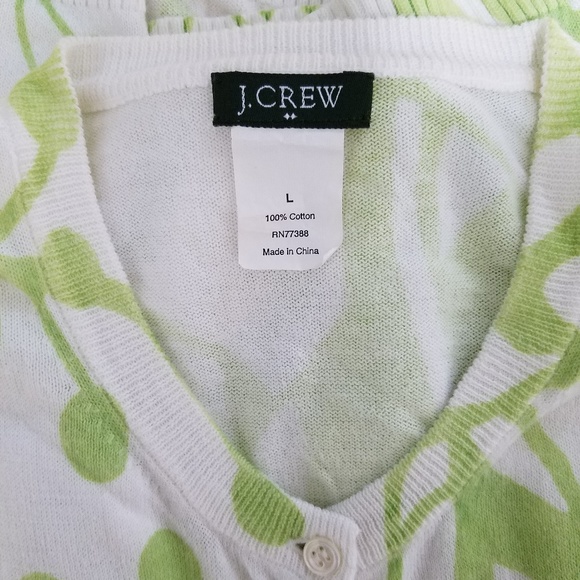 J.CREW
L
100% Cotton
RN77388
Made in China